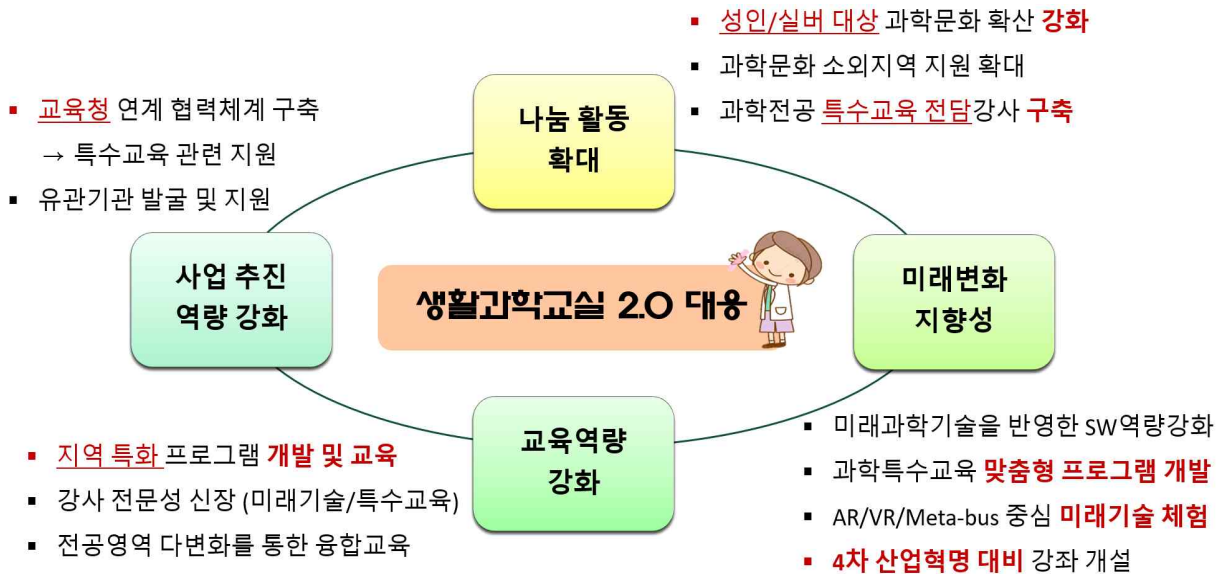 ▪ 성인/실버 대상 과학문화 확산 강화
▪ 과학문화 소외지역 지원 확대
▪ 과학전공 특수교육 전담강사 구축
나눔 활동
확대
▪ 교육청 연계 협력체계 구축
→ 특수교육 관련 지원
▪ 유관기관 발굴 및 지원
사업 추진
역량 강화
생활과학교실 2.0 대응
미래변화
지향성
교육역량
강화
▪ 지역 특화 프로그램 개발 및 교육
▪ 강사 전문성 신장 (미래기술/특수교육)
▪ 전공영역 다변화를 통한 융합교육
▪ 미래과학기술을 반영한 SW역량강화
▪ 과학특수교육 맞춤형 프로그램 개발
▪ AR/VR/Meta-bus 중심 미래기술 체험
▪ 4차 산업혁명 대비 강좌 개설